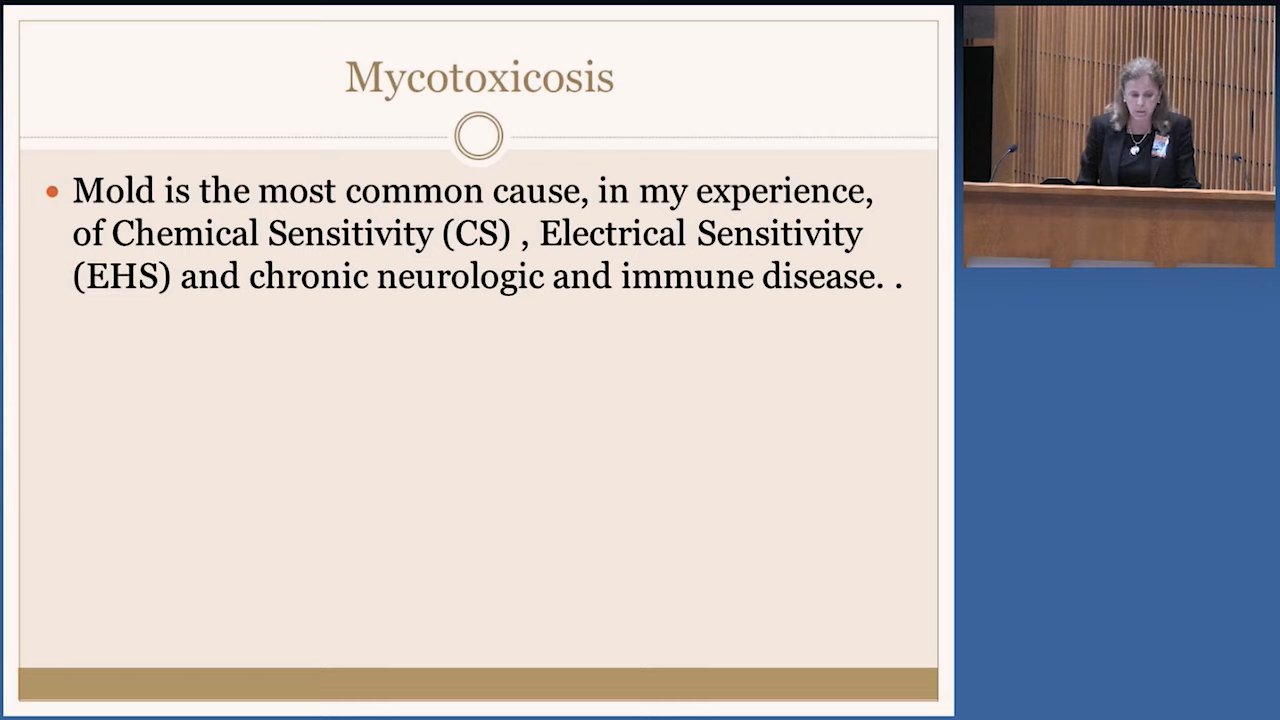 Mycotoxicosis
• Mold is the most common cause, in my experience,
of Chemical Sensitivity (CS) , Electrical Sensitivity
(EHS) and chronic neurologic and immune disease. .